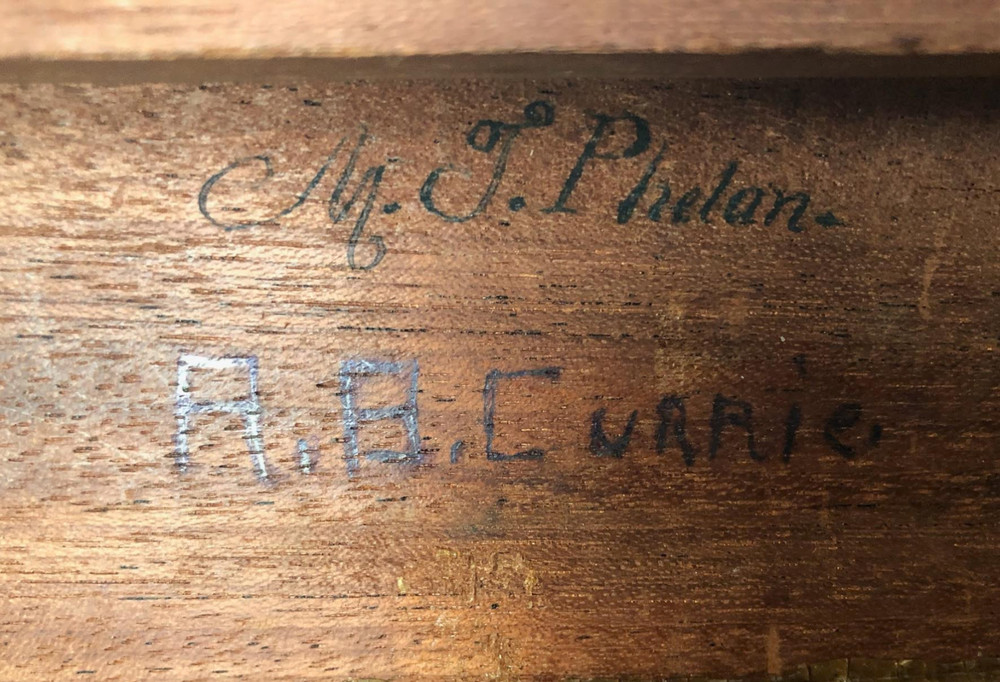 M. J. Phelan.
A. B. Currie.